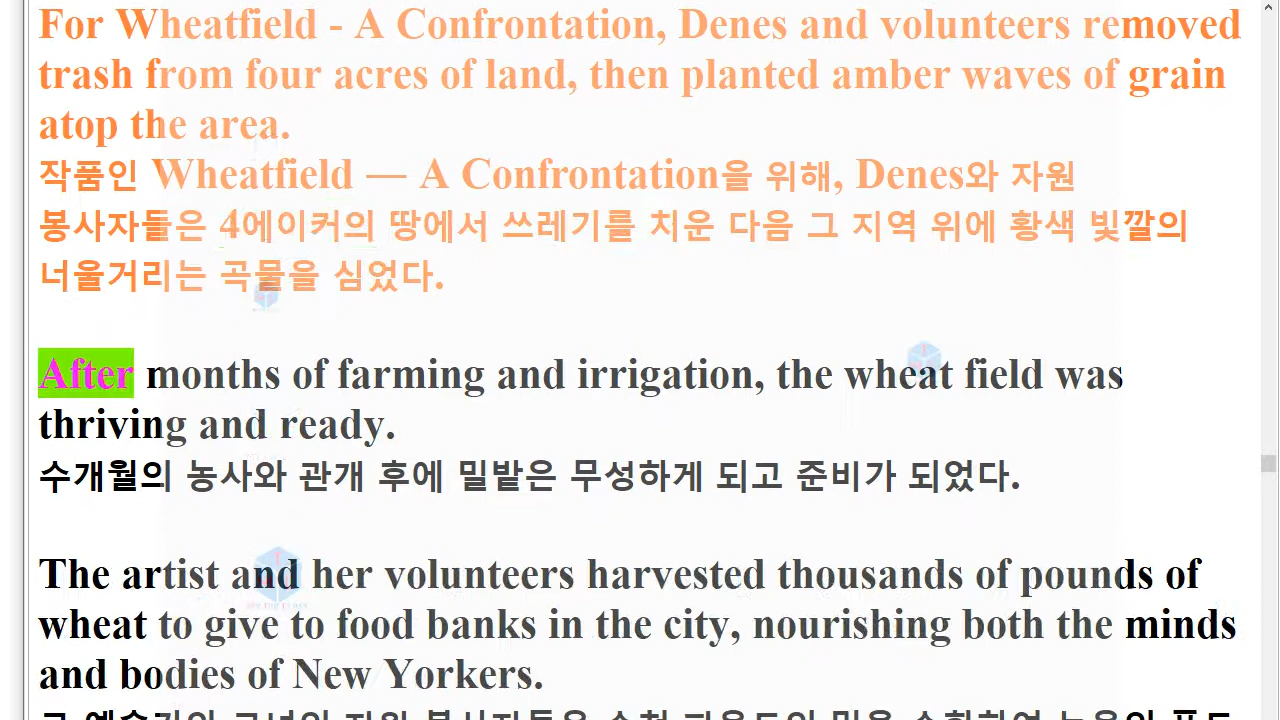 For Wheatfield - A Confrontation, Denes and volunteers removed
trash from four acres of land, then planted amber waves of grain
atop the area.
작품인 Wheatfield — A Confrontation을 위해, Denes와 자원
봉사자들은 4에이커의 땅에서 쓰레기를 치운 다음 그 지역 위에 황색 빛깔의
너울거리는 곡물을 심었다.
After months of farming and irrigation, the wheat field was
thriving and ready.
수개월의 농사와 관개 후에 밀밭은 무성하게 되고 준비가 되었다.
The artist and her volunteers harvested thousands of pounds of
wheat to give to food banks in the city, nourishing both the minds
and bodies of New Yorkers.